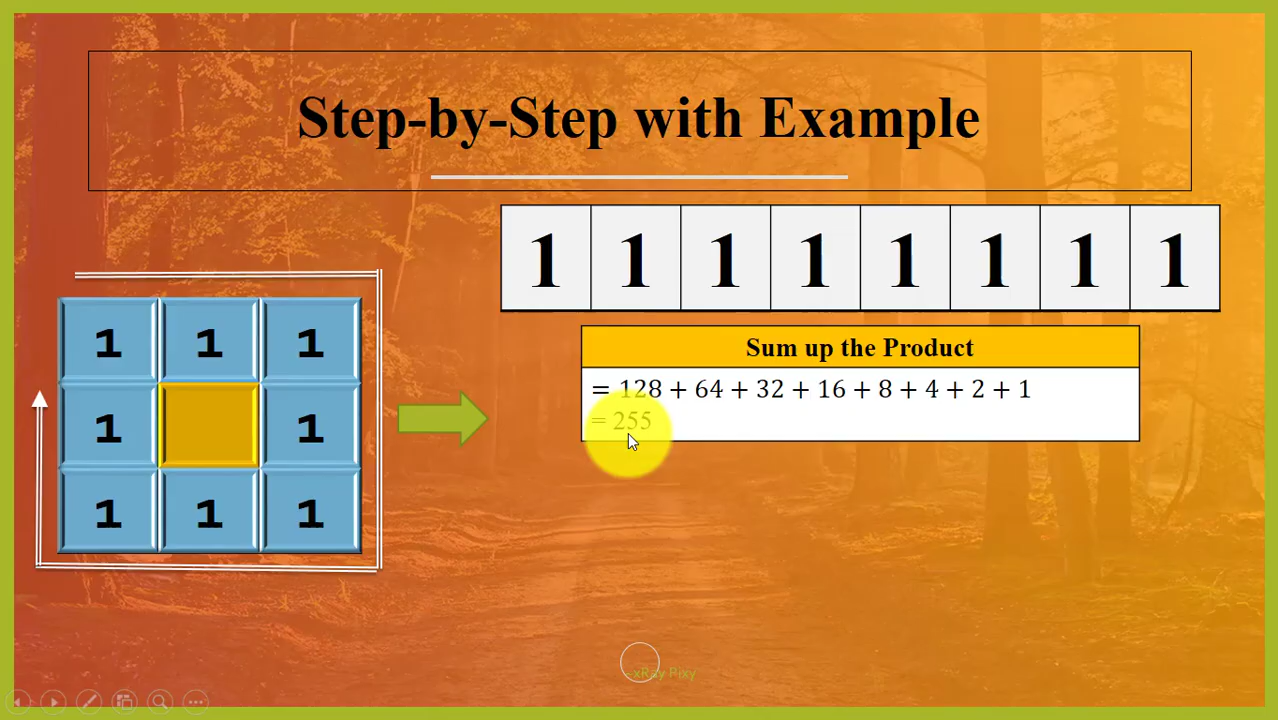 Step-by-Step with Example
1 1 1 1 1 1 1 1
1 1 1
1 1
1 1 1
Sum up the Product
= 128 + 64 + 32 + 16 + 8 + 4 + 2 + 1
= 255
-xRay Pixy